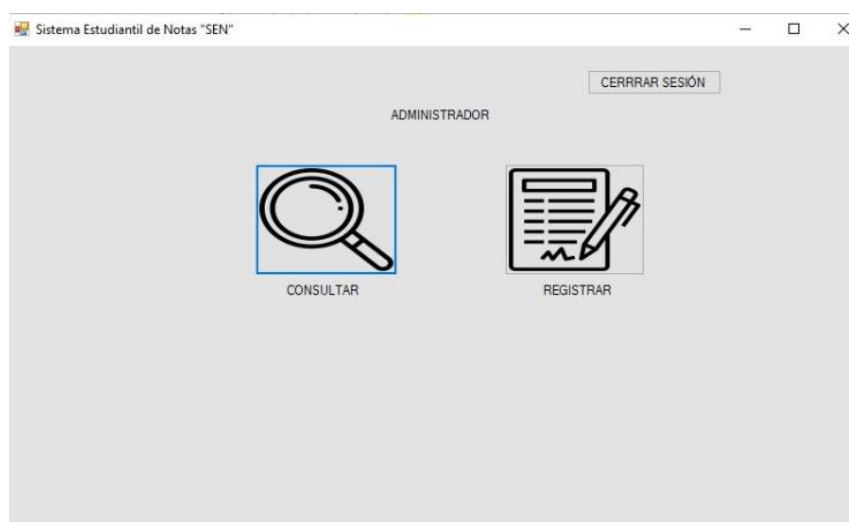 Sistema Estudiantil de Notas "SEN"
CERRRAR SESIÓN
ADMINISTRADOR
CONSULTAR
REGISTRAR